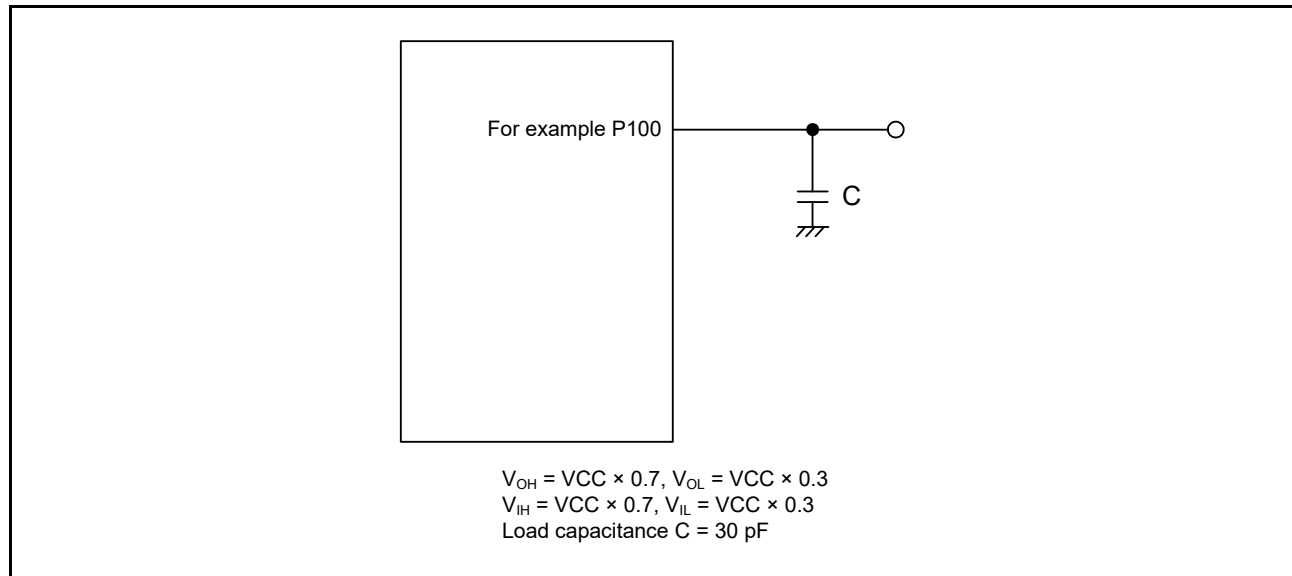 For example P100
C
V_OH = VCC × 0.7, V_OL = VCC × 0.3
V_IH = VCC × 0.7, V_IL = VCC × 0.3
Load capacitance C = 30 pF